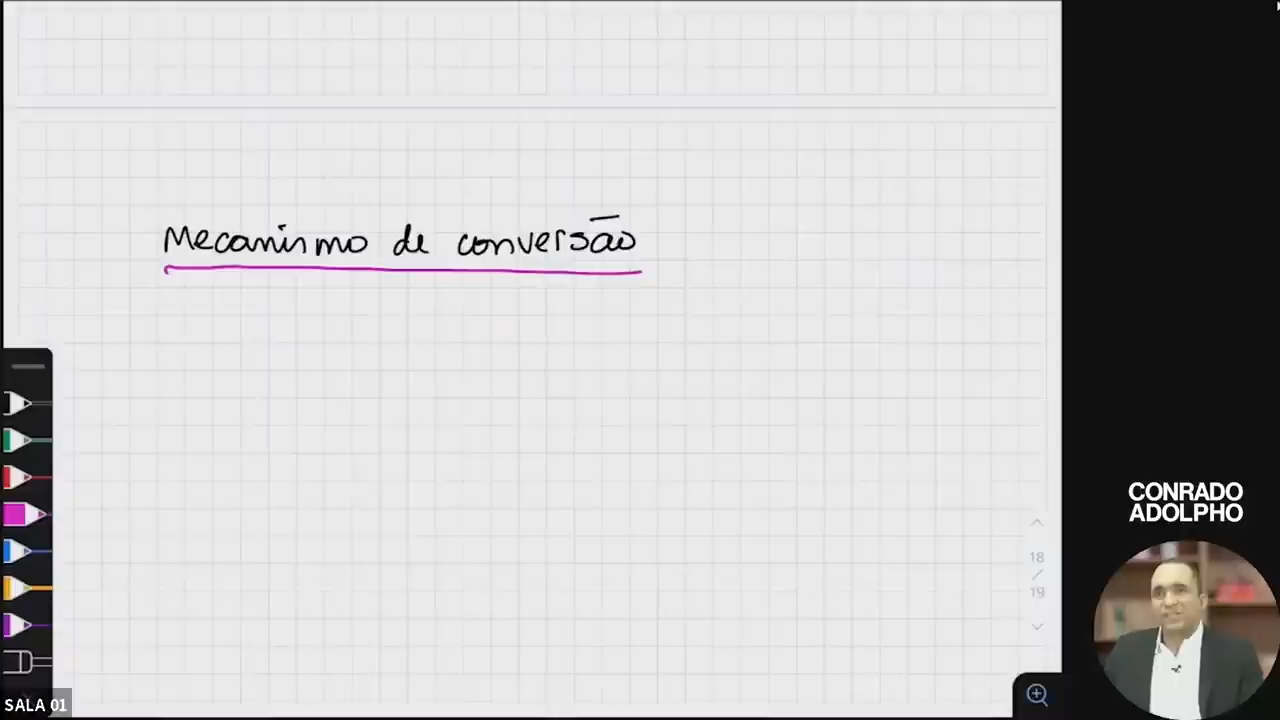 Mecanismo de conversão
CONRADO
ADOLPHO
18
/
19
SALA 01